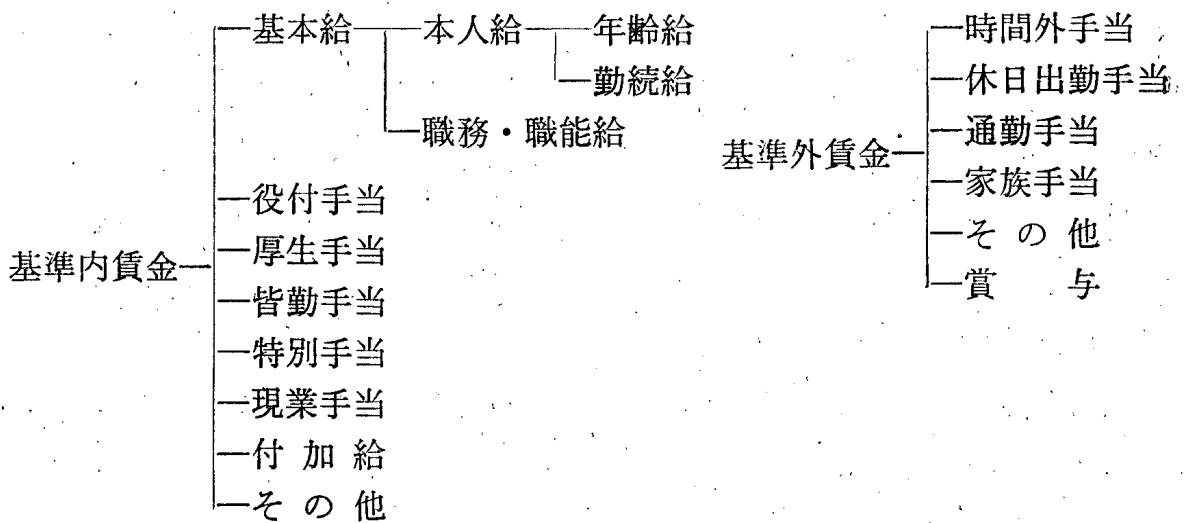 基本給 本人給 年齢給
勤続給
職務・職能給
役付手当
基準内賃金
厚生手当
皆勤手当
特別手当
現業手当
付加給
その他
時間外手当
休日出勤手当
基準外賃金
通勤手当
家族手当
その他
賞与